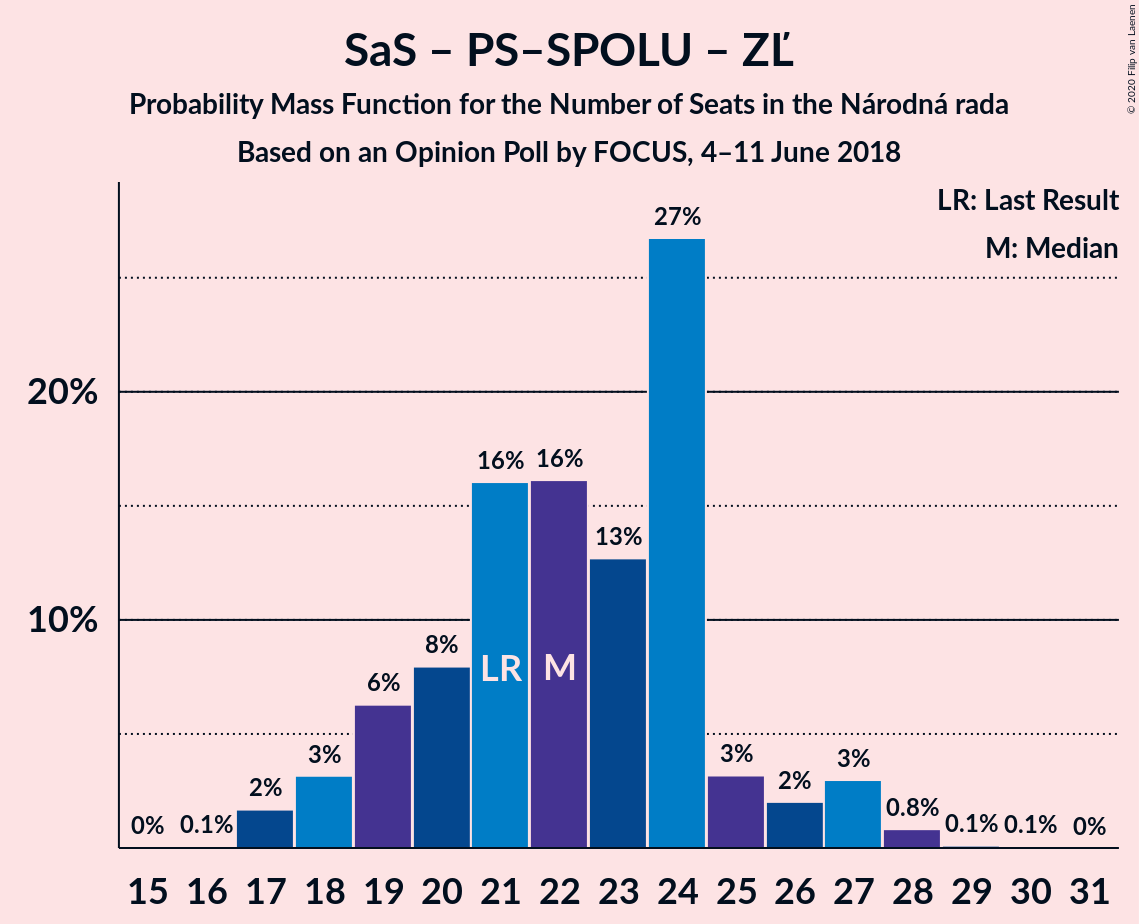 SaS – PS–SPOLU – ZĽ
Probability Mass Function for the Number of Seats in the Národná rada
Based on an Opinion Poll by FOCUS, 4–11 June 2018
© 2020 Filip van Laenen
LR: Last Result
M: Median
20%
10%
0% 0.1% 2% 3% 6% 8% 16% 16% 13% 27% 3% 2% 3% 0.8% 0.1% 0.1% 0%
LR M
15 16 17 18 19 20 21 22 23 24 25 26 27 28 29 30 31